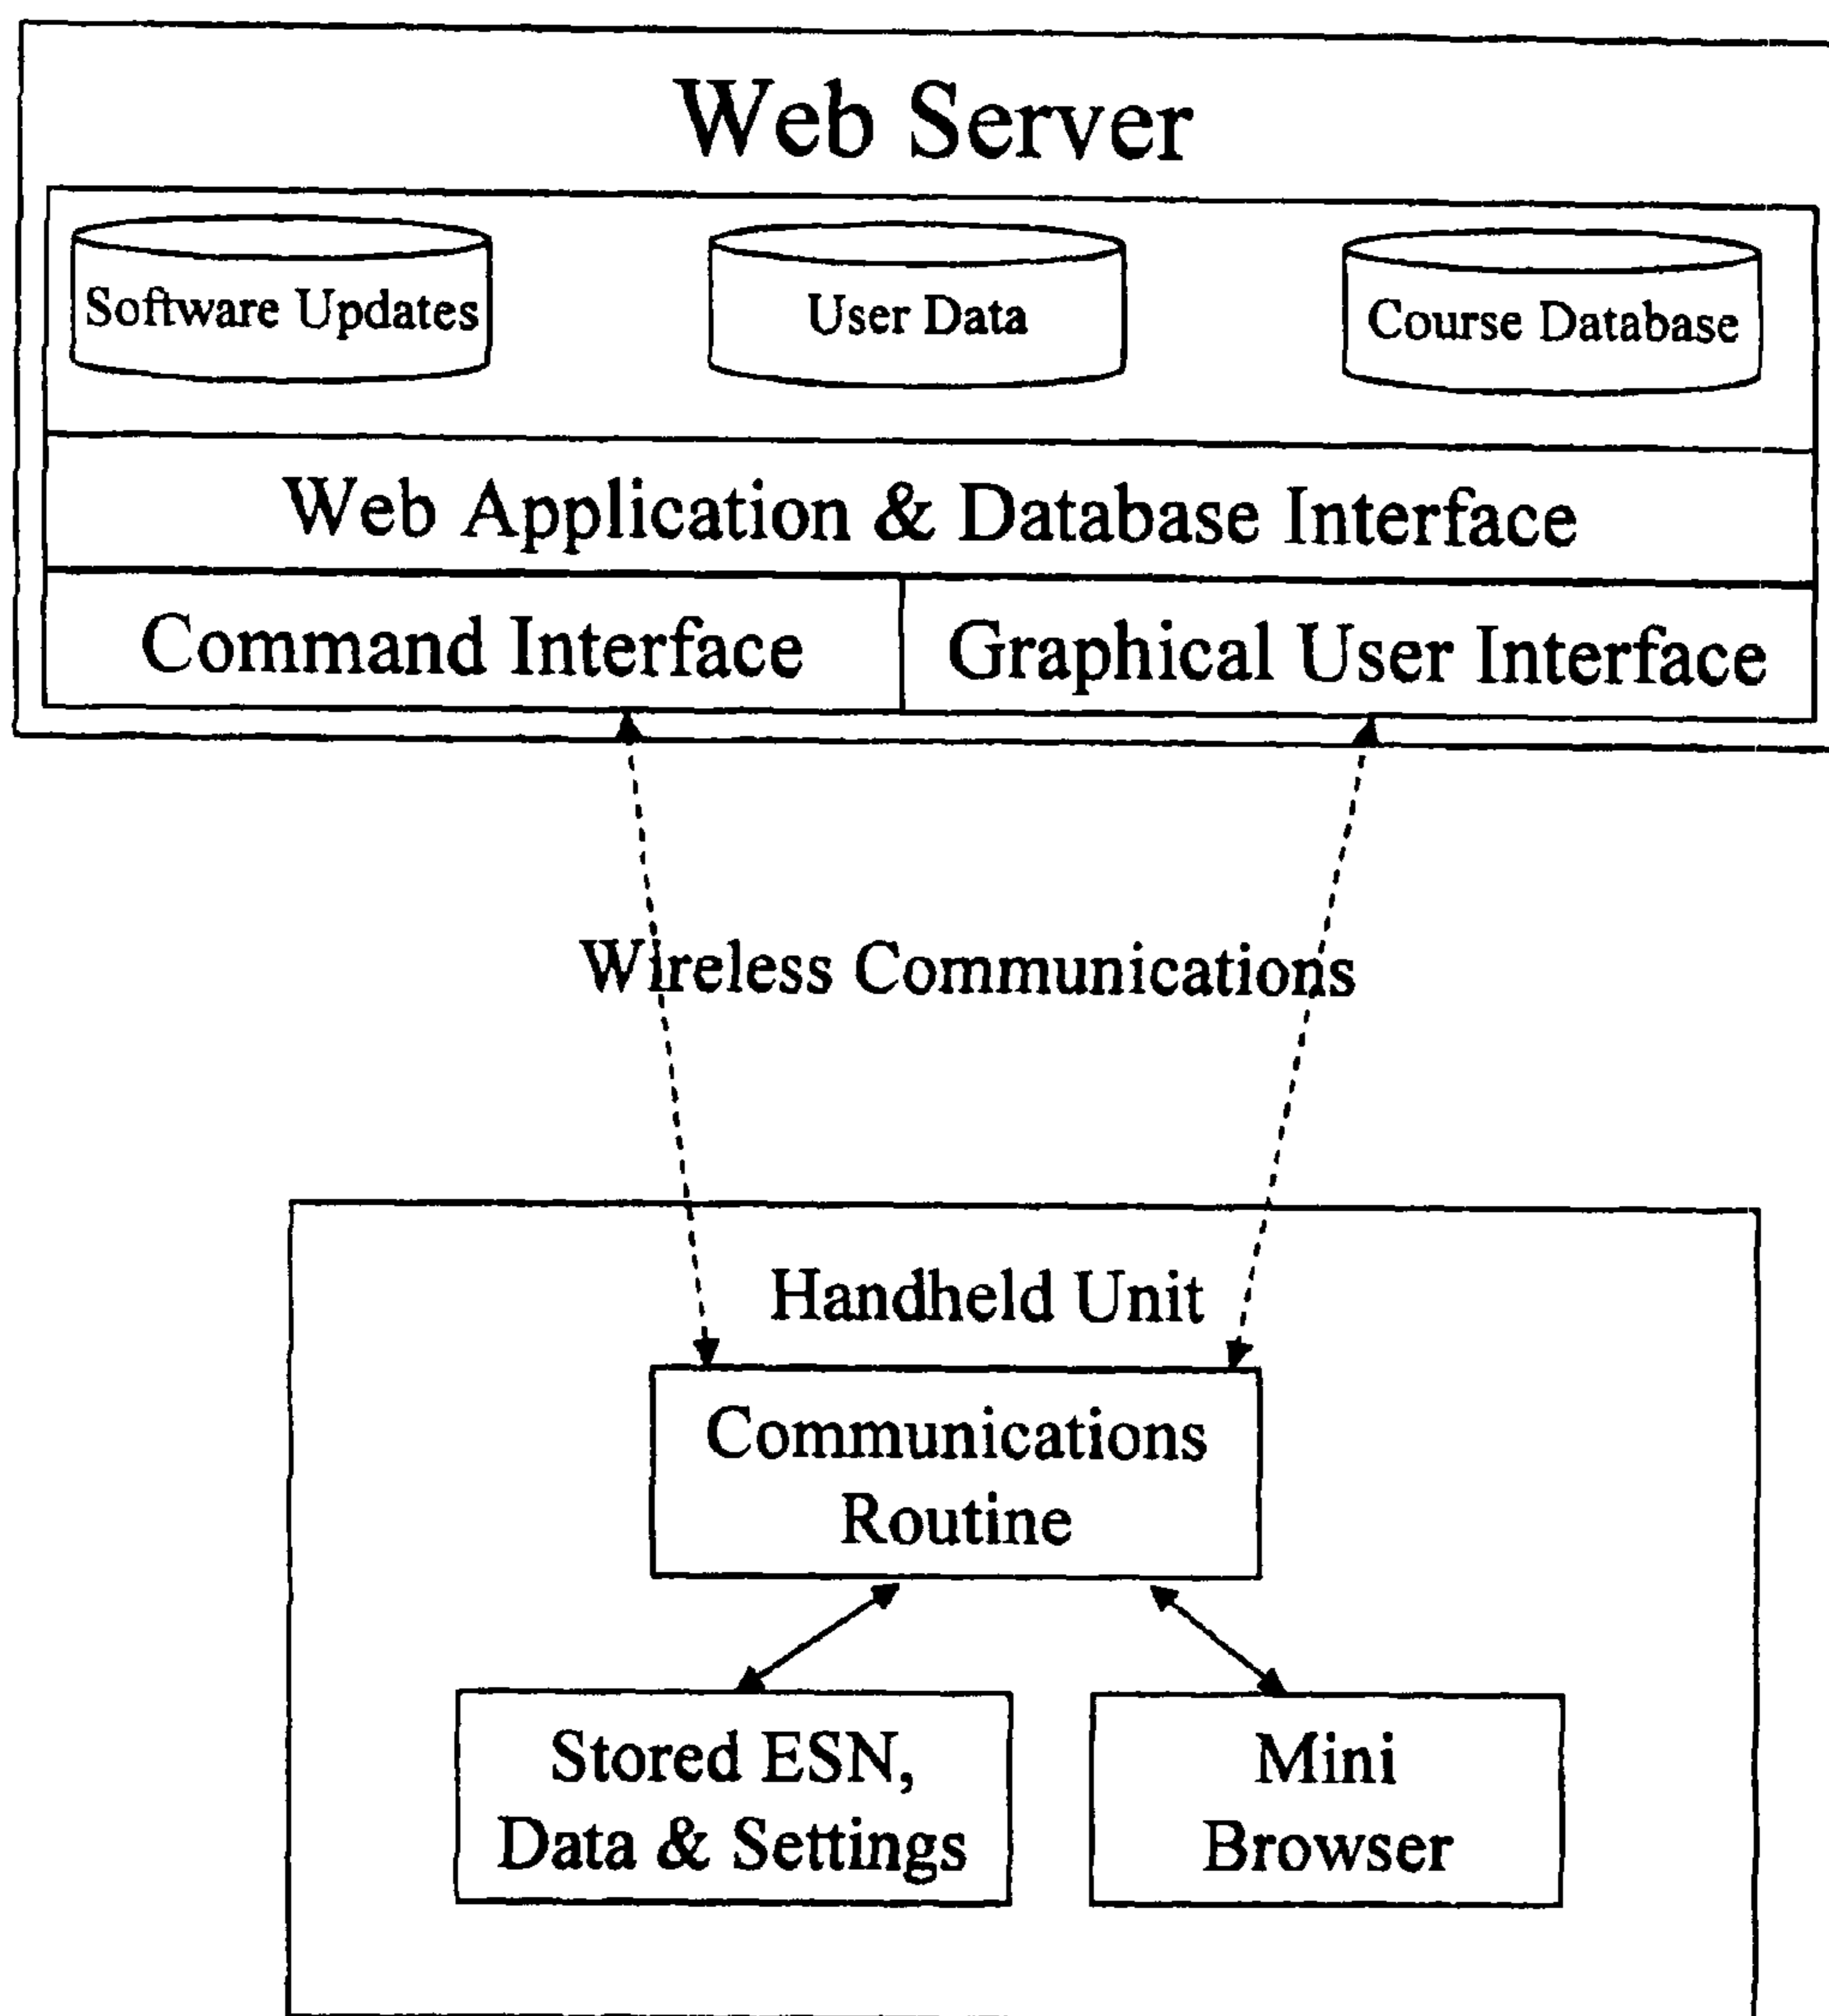 Web Server
Software Updates
User Data
Course Database
Web Application & Database Interface
Command Interface
Graphical User Interface
Wireless Communications
Handheld Unit
Communications
Routine
Stored ESN,
Data & Settings
Mini
Browser